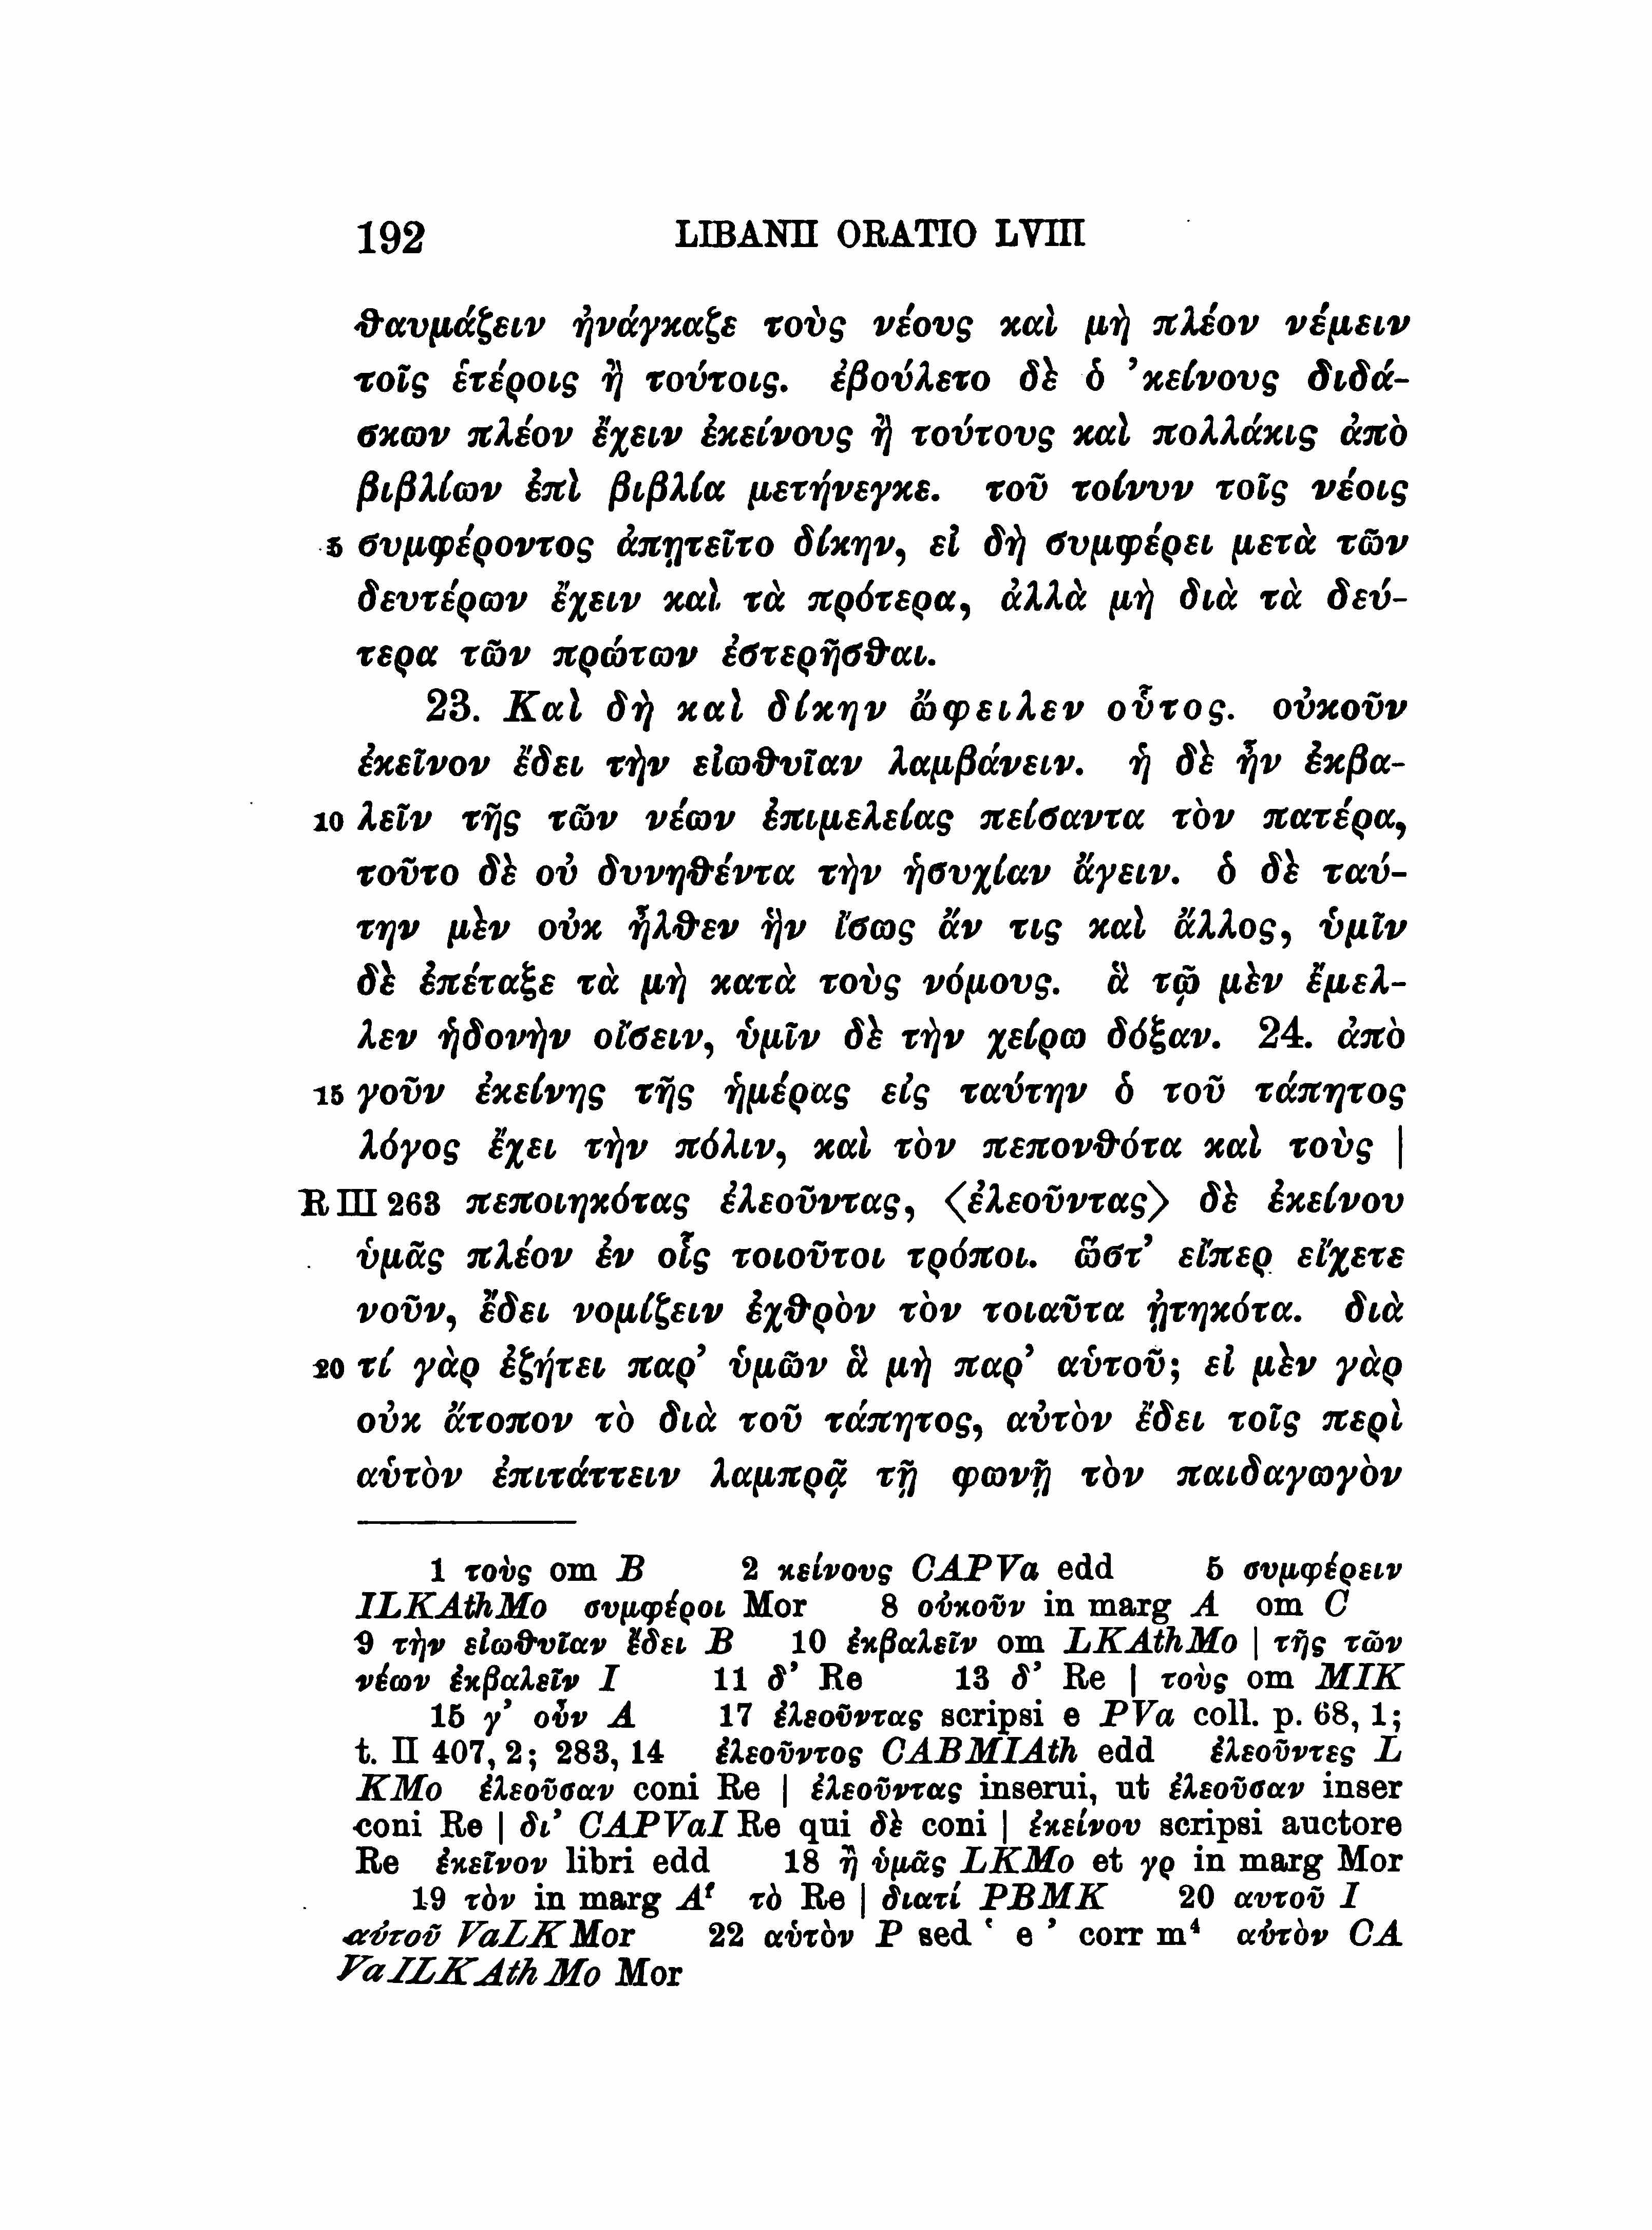 192 LIBANII ORATIO LVIII
θαυμάζειν ἠνάγκαζε τοὺς νέους καὶ μὴ πλέον νέμειν
τοῖς ἑτέροις ἢ τούτοις. ἐβούλετο δὲ ὁ ’κείνους διδά-
σκων πλέον ἔχειν ἐκείνους ἢ τούτους καὶ πολλάκις ἀπὸ
βιβλίων ἐπὶ βιβλία μετήνεγκε. τοῦ τοίνυν τοῖς νέοις
5 συμφέροντος ἀπῃτεῖτο δίκην, εἰ δὴ συμφέρει μετὰ τῶν
δευτέρων ἔχειν καὶ τὰ πρότερα, ἀλλὰ μὴ διὰ τὰ δεύ-
τερα τῶν πρώτων ἐστερῆσθαι.
23. Καὶ δὴ καὶ δίκην ὤφειλεν οὗτος. οὐκοῦν
ἐκεῖνον ἔδει τὴν εἰωθυῖαν λαμβάνειν. ἡ δὲ ἦν ἐκβα-
10 λεῖν τῆς τῶν νέων ἐπιμελείας πείσαντα τὸν πατέρα,
τοῦτο δὲ οὐ δυνηθέντα τὴν ἡσυχίαν ἄγειν. ὁ δὲ ταύ-
την μὲν οὐκ ἦλθεν ἣν ἴσως ἄν τις καὶ ἄλλος, ὑμῖν
δὲ ἐπέταξε τὰ μὴ κατὰ τοὺς νόμους. ἃ τῷ μὲν ἔμελ-
λεν ἡδονὴν οἴσειν, ὑμῖν δὲ τὴν χείρω δόξαν. 24. ἀπὸ
15 γοῦν ἐκείνης τῆς ἡμέρας εἰς ταύτην ὁ τοῦ τάπητος
λόγος ἔχει τὴν πόλιν, καὶ τὸν πεπονθότα καὶ τοὺς |
R III 263 πεποιηκότας ἐλεοῦντας, ⟨ἐλεοῦντας⟩ δὲ ἐκείνου
ὑμᾶς πλέον ἐν οἷς τοιοῦτοι τρόποι. ὥστ’ εἴπερ εἴχετε
νοῦν, ἔδει νομίζειν ἐχθρὸν τὸν τοιαῦτα ᾐτηκότα. διὰ
20 τί γὰρ ἐζήτει παρ’ ὑμῶν ἃ μὴ παρ’ αὑτοῦ; εἰ μὲν γὰρ
οὐκ ἄτοπον τὸ διὰ τοῦ τάπητος, αὐτὸν ἔδει τοῖς περὶ
αὑτὸν ἐπιτάττειν λαμπρᾷ τῇ φωνῇ τὸν παιδαγωγὸν
1 τοὺς om B 2 κείνους CAPVa edd 5 συμφέρειν
ILKAthMo συμφέροι Mor 8 οὐκοῦν in marg A om C
9 τὴν εἰωθυῖαν ἔδει B 10 ἐκβαλεῖν om LKAthMo | τῆς τῶν
νέων ἐκβαλεῖν I 11 δ’ Re 13 δ’ Re | τοὺς om MIK
15 γ’ οὖν A 17 ἐλεοῦντας scripsi e PVa coll. p. 68, 1;
t. II 407, 2; 283, 14 ἐλεοῦντος CABMIAth edd ἐλεοῦντες L
KMo ἐλεοῦσαν coni Re | ἐλεοῦντας inserui, ut ἐλεοῦσαν inser
coni Re | δι’ CAPVaI Re qui δὲ coni | ἐκείνου scripsi auctore
Re ἐκεῖνον libri edd 18 ἢ ὑμᾶς LKMo et γρ in marg Mor
19 τὸν in marg A<sup>f</sup> τὸ Re | διατί PBMK 20 αυτοῦ I
αὐτοῦ VaLK Mor 22 αὑτὸν P sed ‘ e ’ corr m⁴ αὐτὸν CA
VaILKAthMo Mor